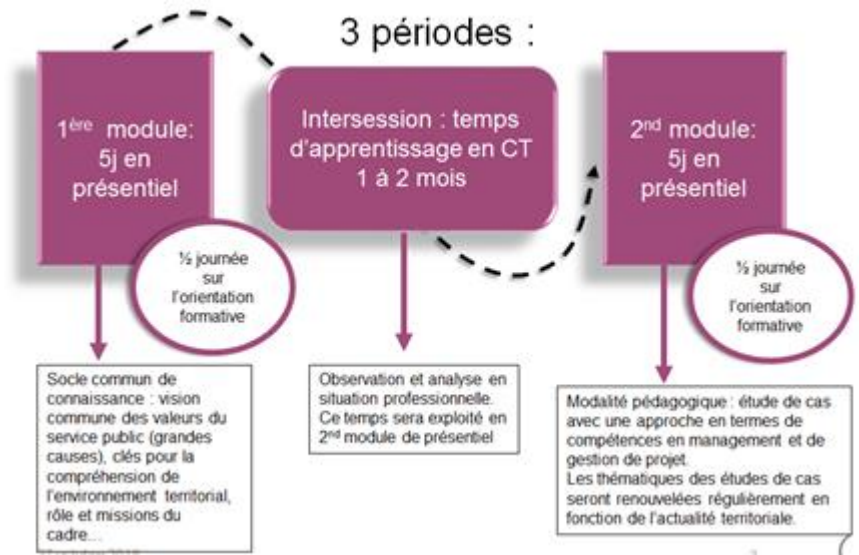 3 périodes :
1ère module:
5j en
présentiel
½ journée
sur
l'orientation
formative
Socle commun de
connaissance : vision
commune des valeurs du
service public (grandes
causes), clés pour la
compréhension de
l'environnement territorial,
rôle et missions du
cadre…
Intersession : temps
d'apprentissage en CT
1 à 2 mois
Observation et analyse en
situation professionnelle.
Ce temps sera exploité en
2nd module de présentiel
2nd module:
5j en
présentiel
½ journée
sur
l'orientation
formative
Modalité pédagogique : étude de cas
avec une approche en termes de
compétences en management et de
gestion de projet.
Les thématiques des études de cas
seront renouvelées régulièrement en
fonction de l'actualité territoriale.